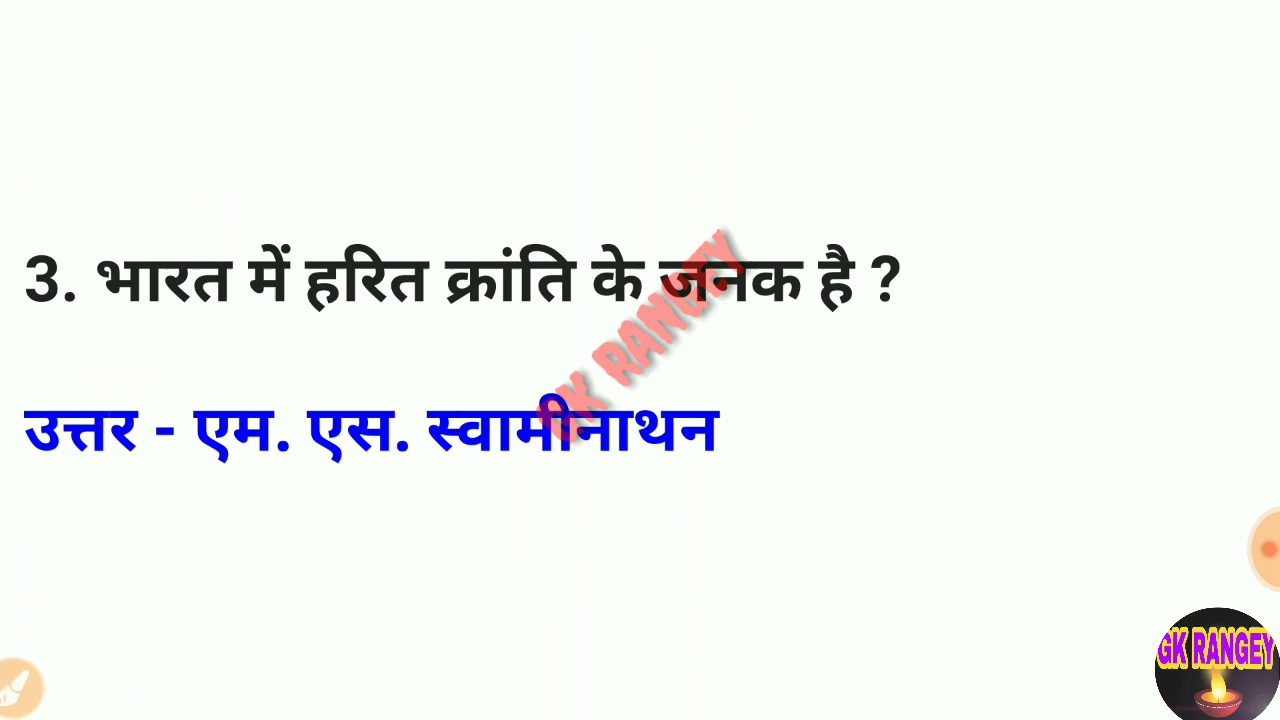 3. भारत में हरित क्रांति के जनक है ?
GK RANGEY
उत्तर - एम. एस. स्वामीनाथन
GK RANGEY